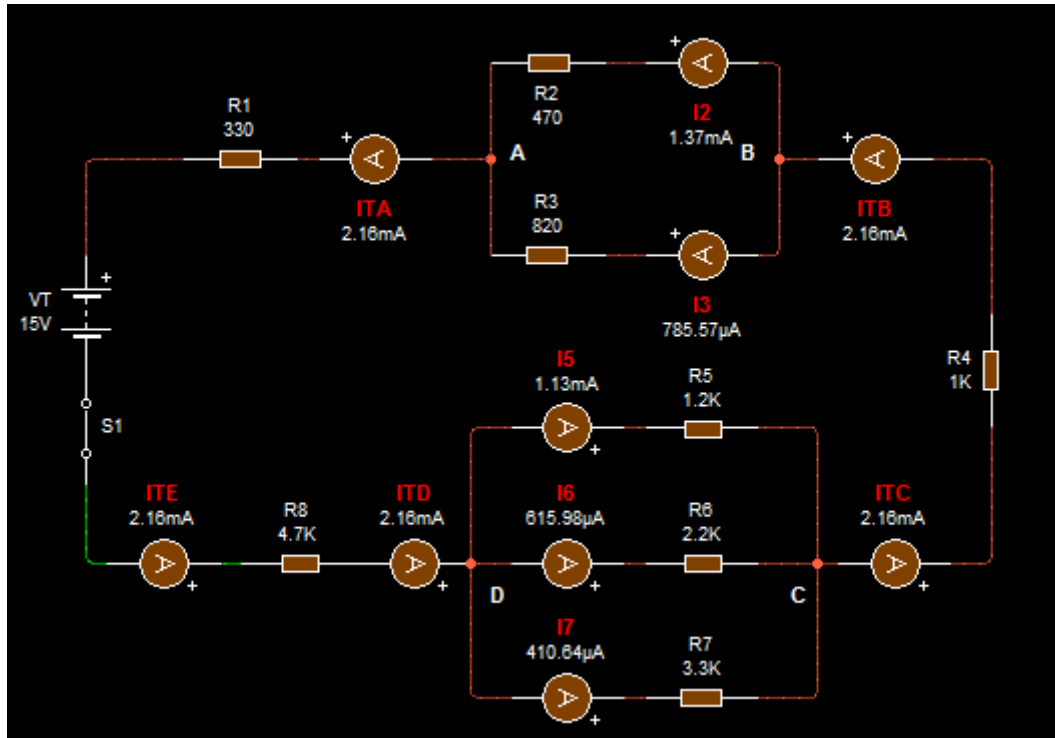 R1
330
+
ITA
2.16mA
A
R2
470
+
I2
1.37mA
R3
820
+
I3
785.57µA
B
+
ITB
2.16mA
+
VT
15V
S1
R4
1K
I5
1.13mA
+
R5
1.2K
ITE
2.16mA
+
R8
4.7K
ITD
2.16mA
+
D
I6
615.98µA
+
R6
2.2K
C
ITC
2.16mA
+
I7
410.64µA
+
R7
3.3K